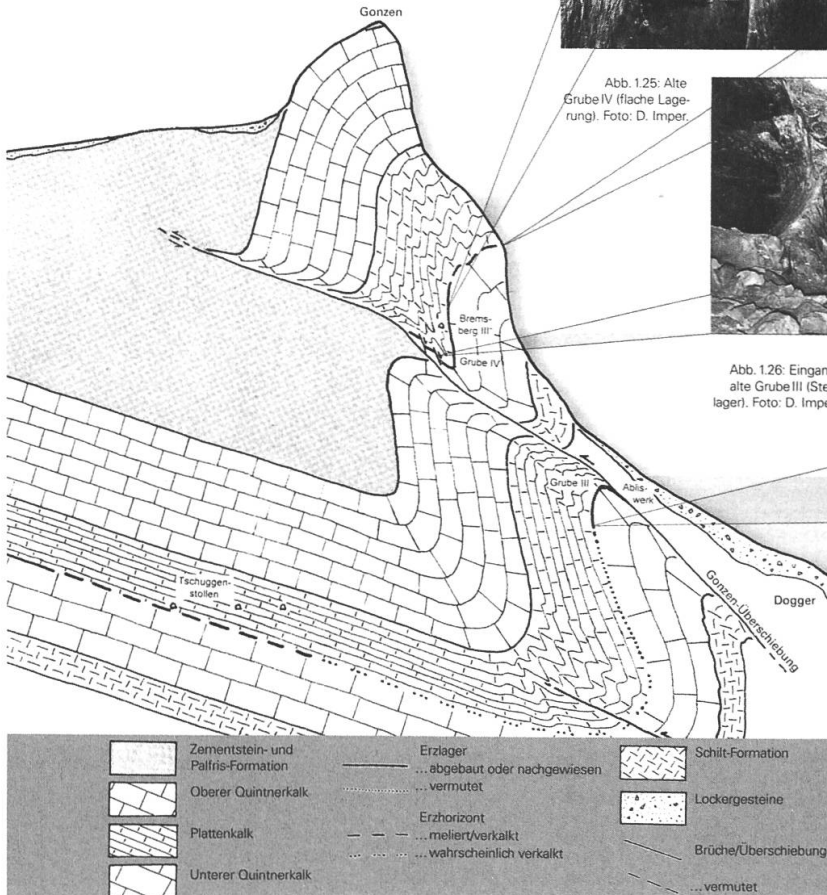 Gonzen
Abb. 1.25: Alte
Grube IV (flache Lage-
rung). Foto: D. Imper.
Brems-
berg III
Grube IV
Abb. 1.26: Eingan
alte Grube III (Ste
lager). Foto: D. Impe
Grube III
Ablis-
werk
Gonzen-Überschiebung
Dogger
Tschuggen-
stollen
Zementstein- und
Palfris-Formation
Oberer Quintnerkalk
Plattenkalk
Unterer Quintnerkalk
Erzlager
...abgebaut oder nachgewiesen
...vermutet
Erzhorizont
...meliert/verkalkt
...wahrscheinlich verkalkt
Schilt-Formation
Lockergesteine
Brüche/Überschiebung
...vermutet